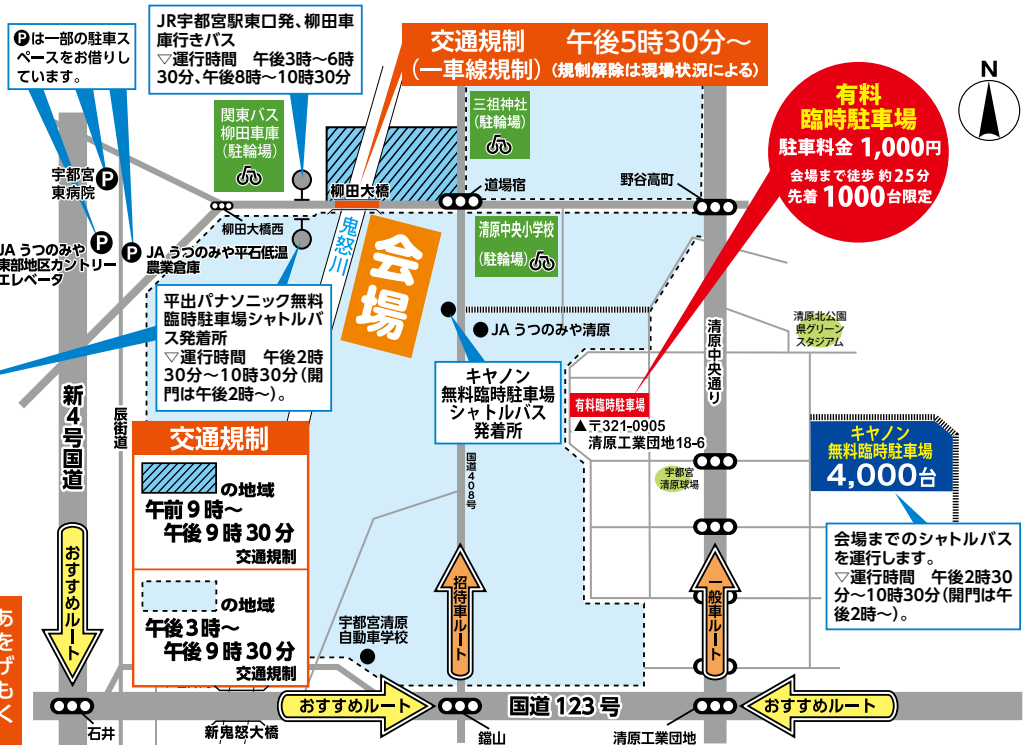 Pは一部の駐車ス
ペースをお借りし
ています。
JR宇都宮駅東口発、柳田車
庫行きバス
▽運行時間　午後3時～6時
30分、午後8時～10時30分
交通規制　午後5時30分～
(一車線規制)(規制解除は現場状況による)
有料
臨時駐車場
駐車料金 1,000円
会場まで徒歩 約25分
先着 1000台限定
N
関東バス
柳田車庫
(駐輪場)
三祖神社
(駐輪場)
宇都宮
東病院
P
柳田大橋
道場宿
野谷高町
柳田大橋西
鬼怒川
会場
清原中央小学校
(駐輪場)
JA うつのみや
東部地区カントリー
エレベータ
P
P
JA うつのみや平石低温
農業倉庫
平出パナソニック無料
臨時駐車場シャトルバ
ス発着所
▽運行時間　午後2時
30分～10時30分(開
門は午後2時～)。
JA うつのみや清原
清原中央通り
清原北公園
県グリーン
スタジアム
キヤノン
無料臨時駐車場
シャトルバス
発着所
有料臨時駐車場
▲〒321-0905
清原工業団地18-6
新4号国道
辰街道
国道408号
宇都宮
清原球場
キヤノン
無料臨時駐車場
4,000台
会場までのシャトルバス
を運行します。
▽運行時間　午後2時30
分～10時30分(開門は午
後2時～)。
交通規制
の地域
午前9時～
午後9時30分
交通規制
の地域
午後3時～
午後9時30分
交通規制
おすすめルート
招待車ルート
一般車ルート
宇都宮清原
自動車学校
あ
を
げ
も
く
おすすめルート
国道123号
おすすめルート
石井
新鬼怒大橋
鐺山
清原工業団地